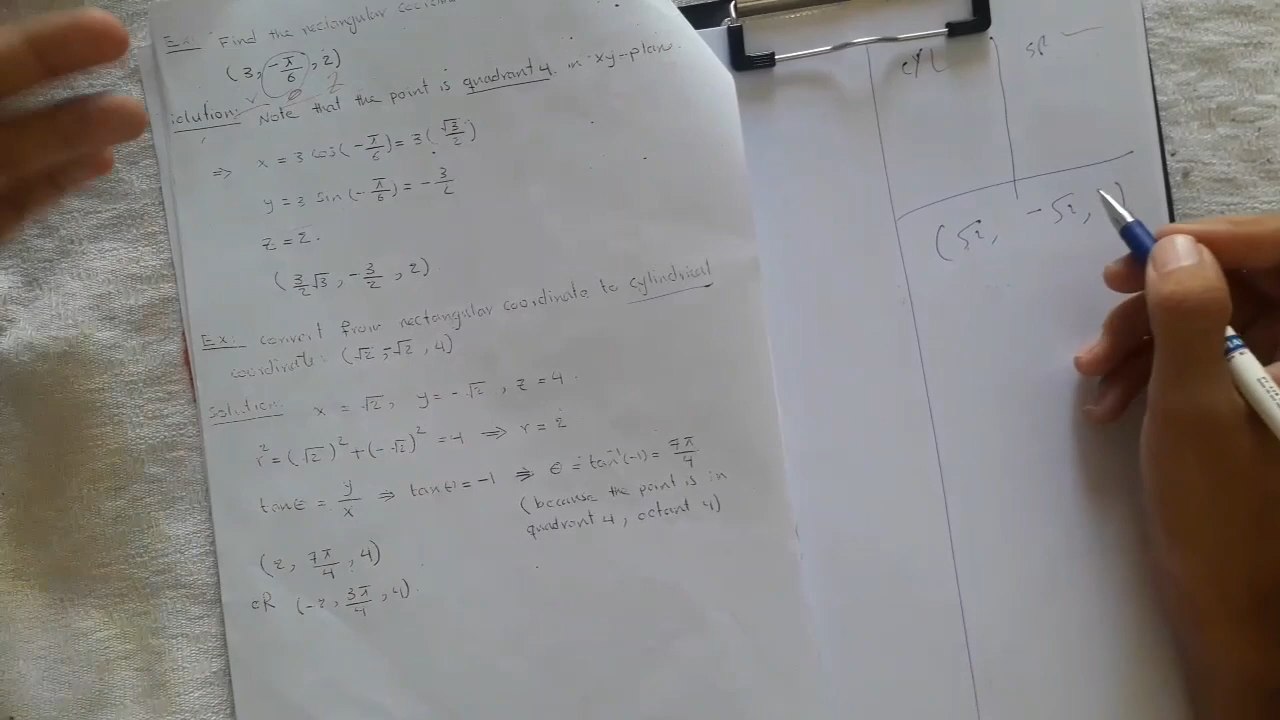 Ex: Find the rectangular
(3, -π/6, 2)
Solution: Note that the point is quadrant 4 in xy-plane.
⇒ x = 3 cos(-π/6) = 3(√3/2)
y = 3 sin(-π/6) = -3/2
z = 2.
(3/2 √3, -3/2, 2)
Ex: convert from rectangular coordinate to cylindrical
coordinate: (√2, -√2, 4)
Solution: x = √2, y = -√2, z = 4.
r² = (√2)² + (-√2)² = 4 ⇒ r = 2
tanθ = y/x ⇒ tanθ = -1 ⇒ θ = tan⁻¹(-1) = 7π/4
(because the point is in
quadrant 4, octant 4)
(2, 7π/4, 4)
OR (-2, 3π/4, 4).
cyl
(√2, -√2, )